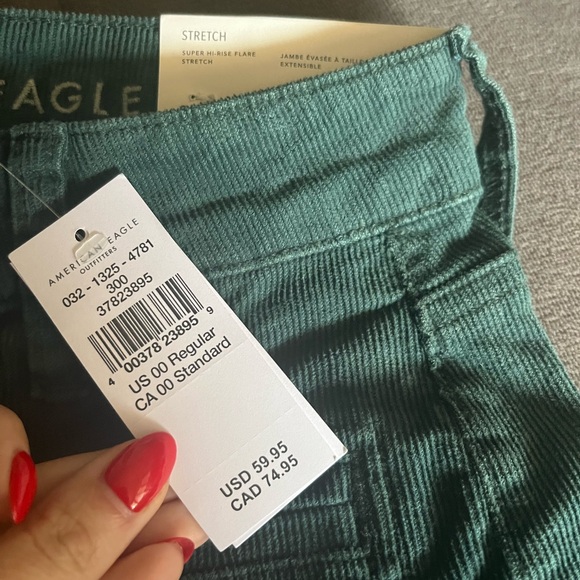 STRETCH
SUPER HI-RISE FLARE
STRETCH
JAMBE ÉVASÉE À TAILLE
EXTENSIBLE
EAGLE
AMERICAN EAGLE
OUTFITTERS
032 - 1325 - 4781
300
37823895
4 00378 23895 9
US 00 Regular
CA 00 Standard
USD 59.95
CAD 74.95